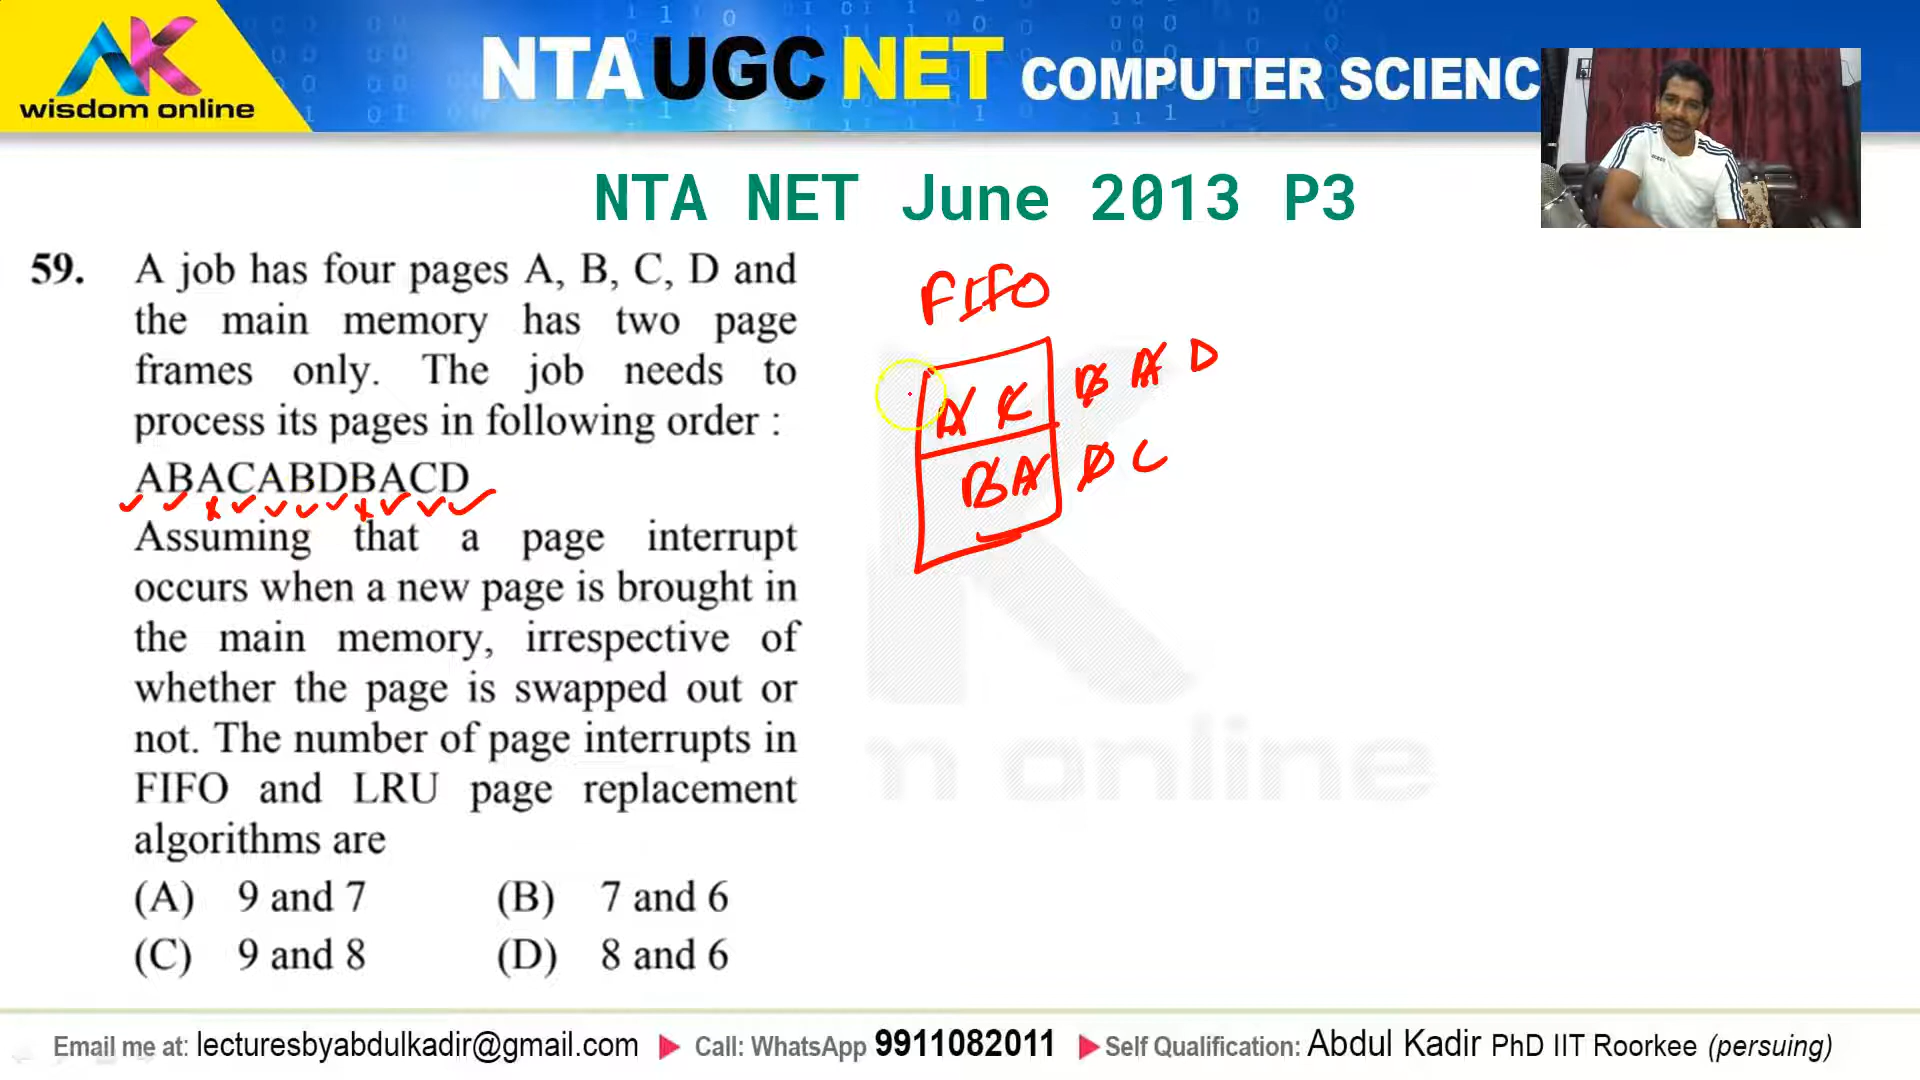 AK
wisdom online
NTA UGC NET COMPUTER SCIENC
NTA NET June 2013 P3
59. A job has four pages A, B, C, D and
the main memory has two page
frames only. The job needs to
process its pages in following order :
ABACABDBACD
Assuming that a page interrupt
occurs when a new page is brought in
the main memory, irrespective of
whether the page is swapped out or
not. The number of page interrupts in
FIFO and LRU page replacement
algorithms are
(A) 9 and 7 (B) 7 and 6
(C) 9 and 8 (D) 8 and 6
FIFO
A C B A D
B A D C
n online
Email me at: lecturesbyabdulkadir@gmail.com Call: WhatsApp 9911082011 Self Qualification: Abdul Kadir PhD IIT Roorkee (persuing)